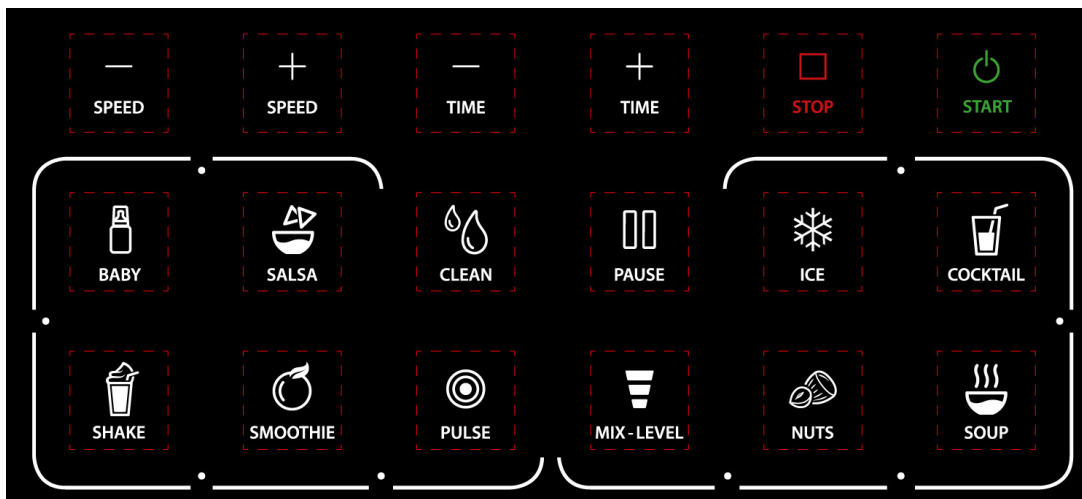 SPEED
SPEED
TIME
TIME
STOP
START
BABY
SALSA
CLEAN
PAUSE
ICE
COCKTAIL
SHAKE
SMOOTHIE
PULSE
MIX-LEVEL
NUTS
SOUP